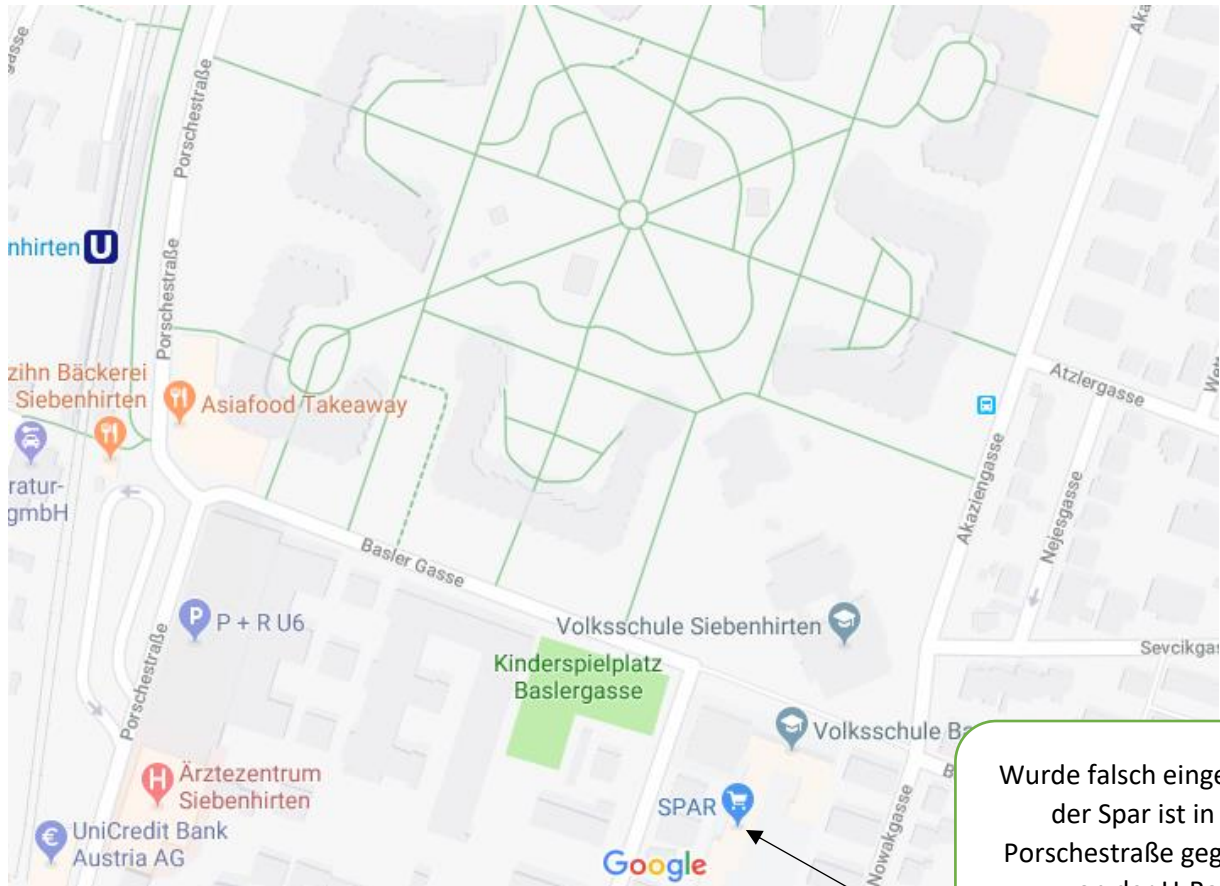 Porschestraße
Aka
nhirten U
Porschestraße
zihn Bäckerei
Siebenhirten
Asiafood Takeaway
Atzlergasse
Wett
ratur-
gmbH
Akaziengasse
Nejesgasse
Basler Gasse
P
P + R U6
Volksschule Siebenhirten
Kinderspielplatz
Baslergasse
Sevcikgas
Porschestraße
Volksschule Ba
B
H
Ärztezentrum
Siebenhirten
SPAR
UniCredit Bank
Austria AG
€
Google
Nowakgasse
Wurde falsch einge
der Spar ist in
Porschestraße geg